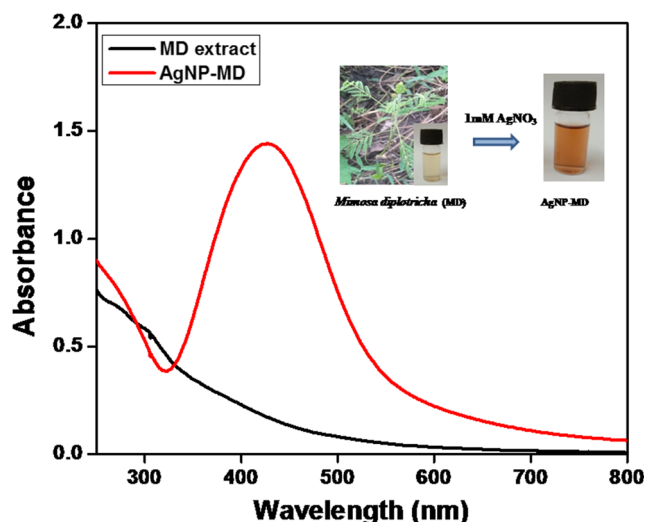 2.0
1.5
1.0
0.5
0.0
Absorbance
MD extract
AgNP-MD
1mM AgNO₃
Mimosa diplotricha (MD)
AgNP-MD
300 400 500 600 700 800
Wavelength (nm)